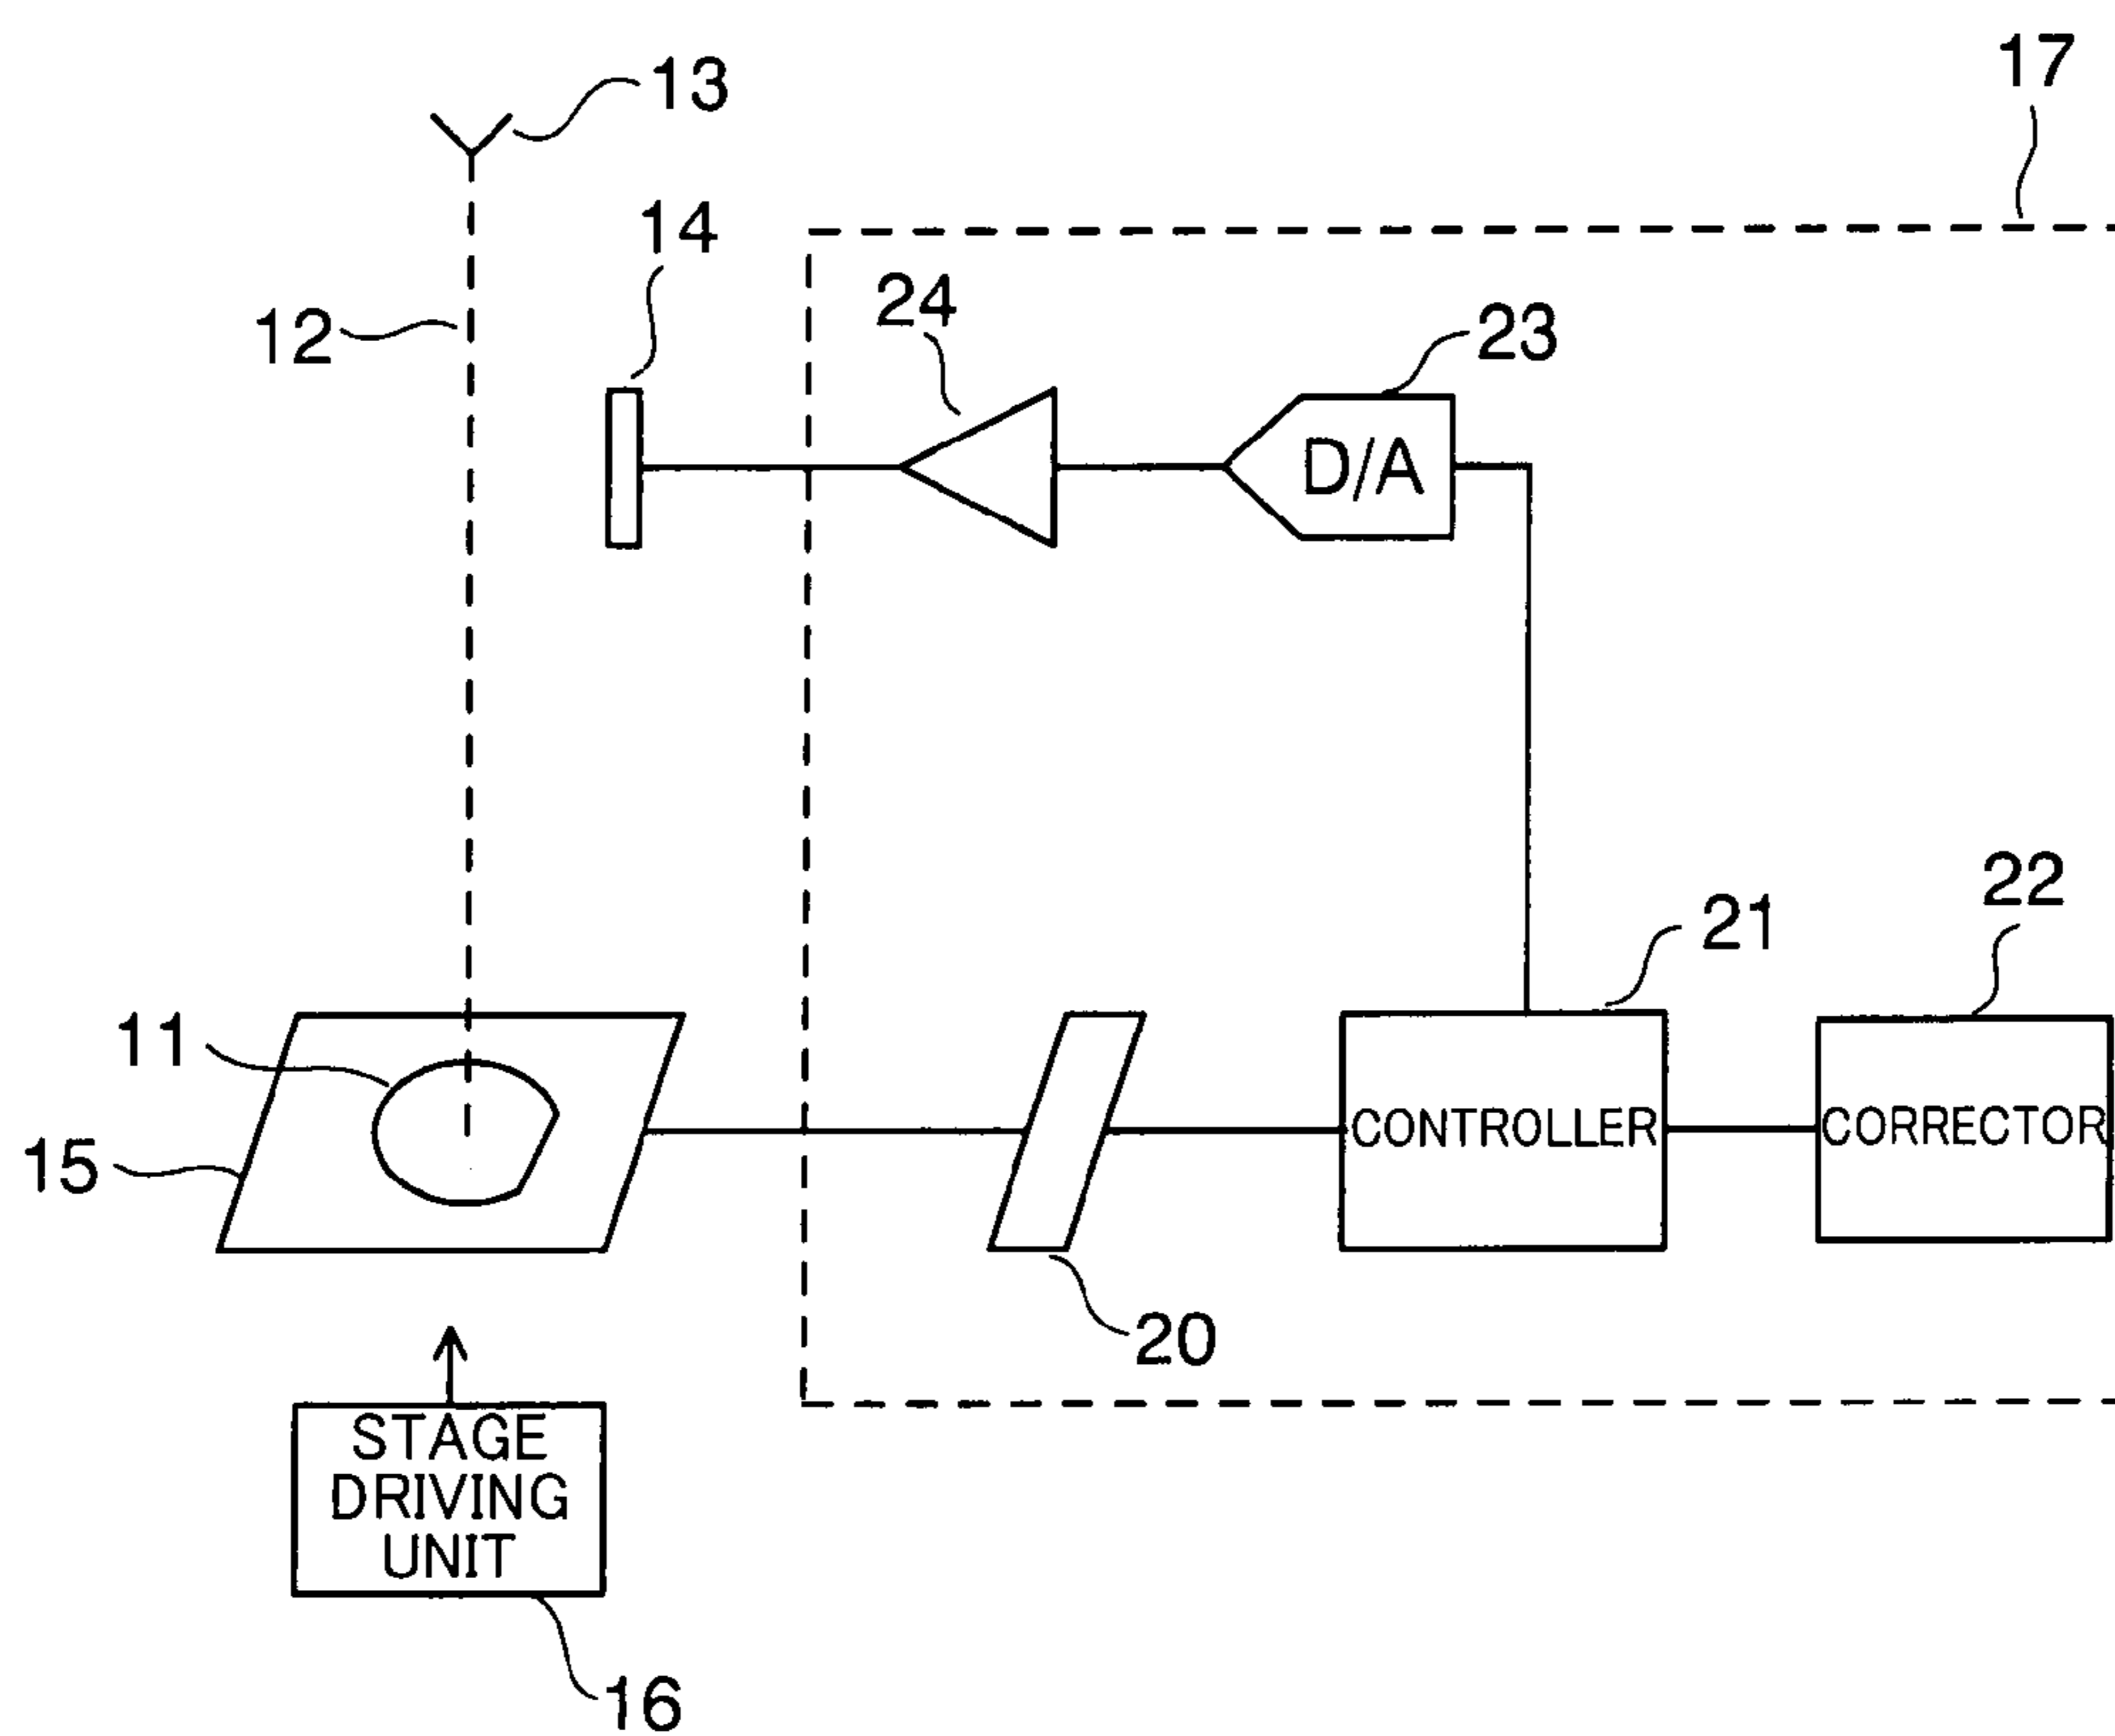 17
13
14
24
23
12
D/A
22
21
11
CONTROLLER
CORRECTOR
15
20
STAGE
DRIVING
UNIT
16